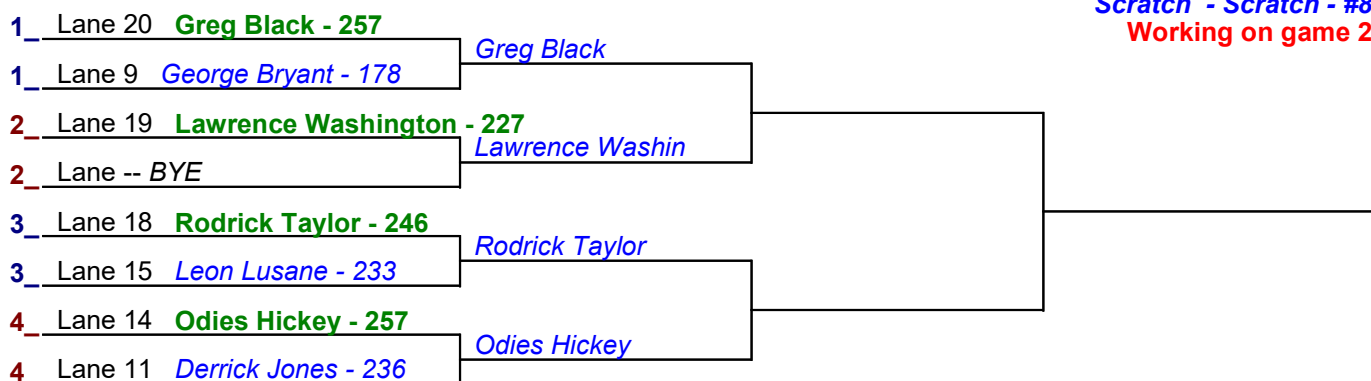 Scratch - Scratch - #8
Working on game 2
1_ Lane 20 Greg Black - 257
Greg Black
1_ Lane 9 George Bryant - 178
2_ Lane 19 Lawrence Washington - 227
Lawrence Washin
2_ Lane -- BYE
3_ Lane 18 Rodrick Taylor - 246
Rodrick Taylor
3_ Lane 15 Leon Lusane - 233
4_ Lane 14 Odies Hickey - 257
Odies Hickey
4 Lane 11 Derrick Jones - 236